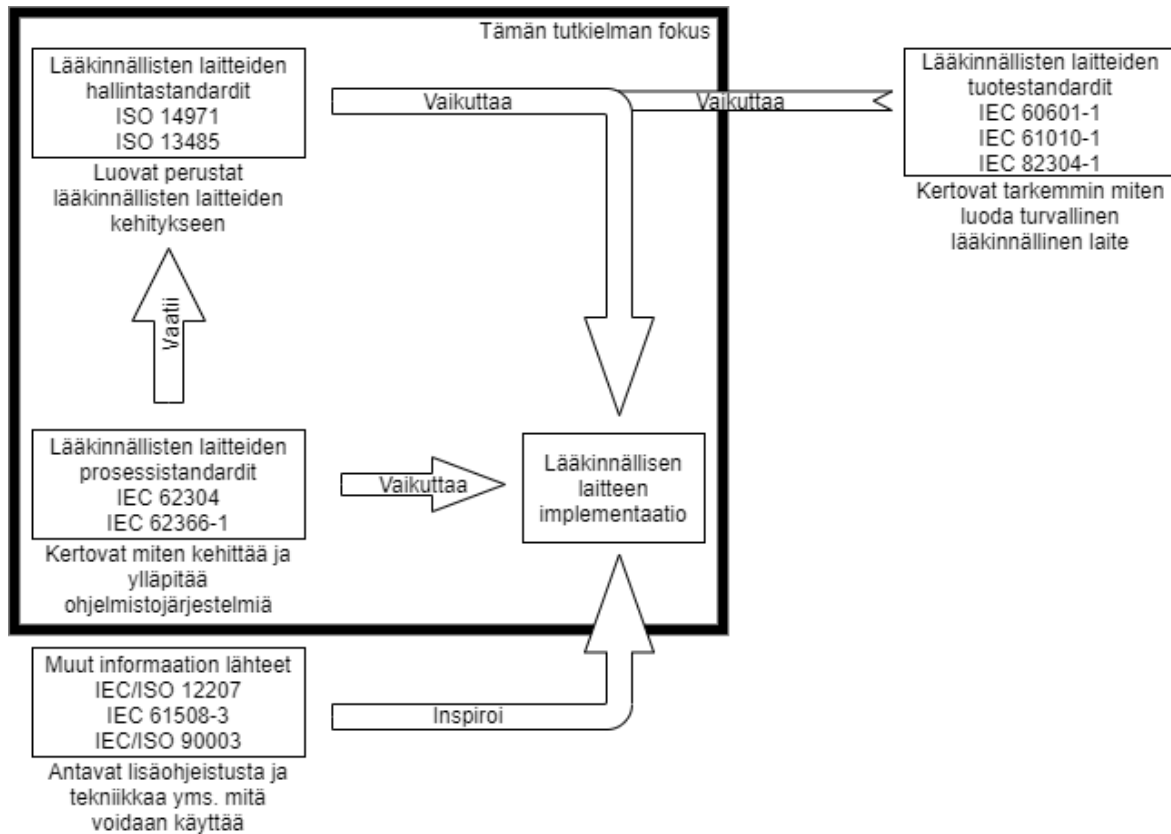 Tämän tutkielman fokus
Lääkinnällisten laitteiden
hallintastandardit
ISO 14971
ISO 13485
Luovat perustat
lääkinnällisten laitteiden
kehitykseen
Vaikuttaa
Vaikuttaa
Lääkinnällisten laitteiden
tuotestandardit
IEC 60601-1
IEC 61010-1
IEC 82304-1
Kertovat tarkemmin miten
luoda turvallinen
lääkinnällinen laite
Vaatii
Lääkinnällisten laitteiden
prosessistandardit
IEC 62304
IEC 62366-1
Kertovat miten kehittää ja
ylläpitää
ohjelmistojärjestelmiä
Vaikuttaa
Lääkinnällisen
laitteen
implementaatio
Muut informaation lähteet
IEC/ISO 12207
IEC 61508-3
IEC/ISO 90003
Antavat lisäohjeistusta ja
tekniikkaa yms. mitä
voidaan käyttää
Inspiroi